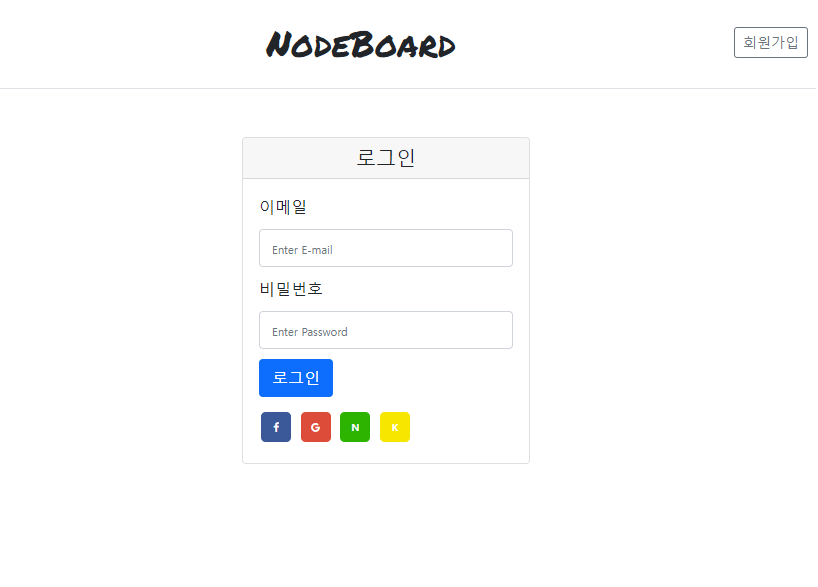 NodeBoard
회원가입
로그인
이메일
Enter E-mail
비밀번호
Enter Password
로그인
f G N K